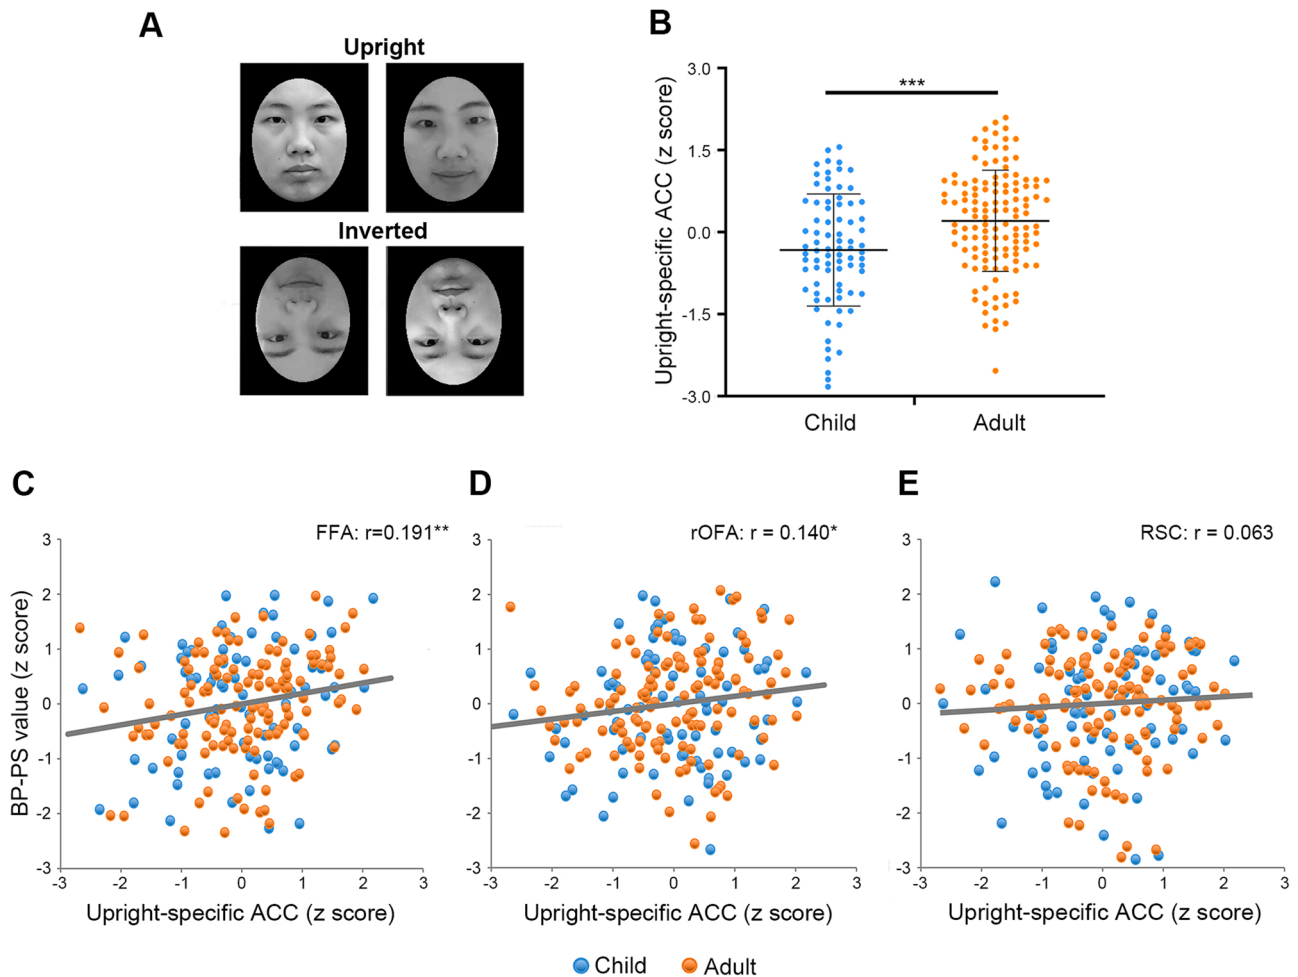 A
Upright
Inverted
B
Upright-specific ACC (z score)
3.0
1.5
0.0
-1.5
-3.0
***
Child
Adult
C
FFA: r=0.191**
BP-PS value (z score)
3
2
1
0
-1
-2
-3
-3 -2 -1 0 1 2 3
Upright-specific ACC (z score)
D
rOFA: r = 0.140*
3
2
1
0
-1
-2
-3
-3 -2 -1 0 1 2 3
Upright-specific ACC (z score)
E
RSC: r = 0.063
3
2
1
0
-1
-2
-3
-3 -2 -1 0 1 2 3
Upright-specific ACC (z score)
Child Adult